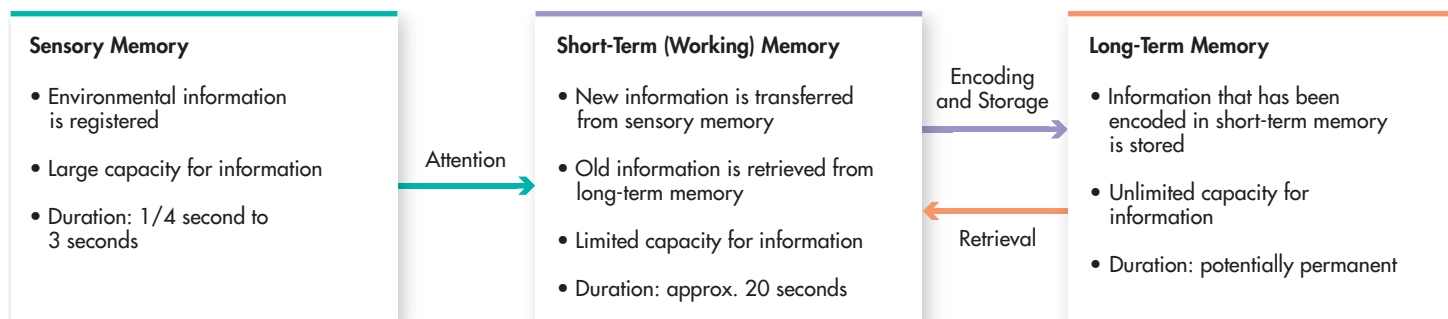 Sensory Memory
• Environmental information
is registered
• Large capacity for information
• Duration: 1/4 second to
3 seconds
Attention
Short-Term (Working) Memory
• New information is transferred
from sensory memory
• Old information is retrieved from
long-term memory
• Limited capacity for information
• Duration: approx. 20 seconds
Encoding
and Storage
Retrieval
Long-Term Memory
• Information that has been
encoded in short-term memory
is stored
• Unlimited capacity for
information
• Duration: potentially permanent